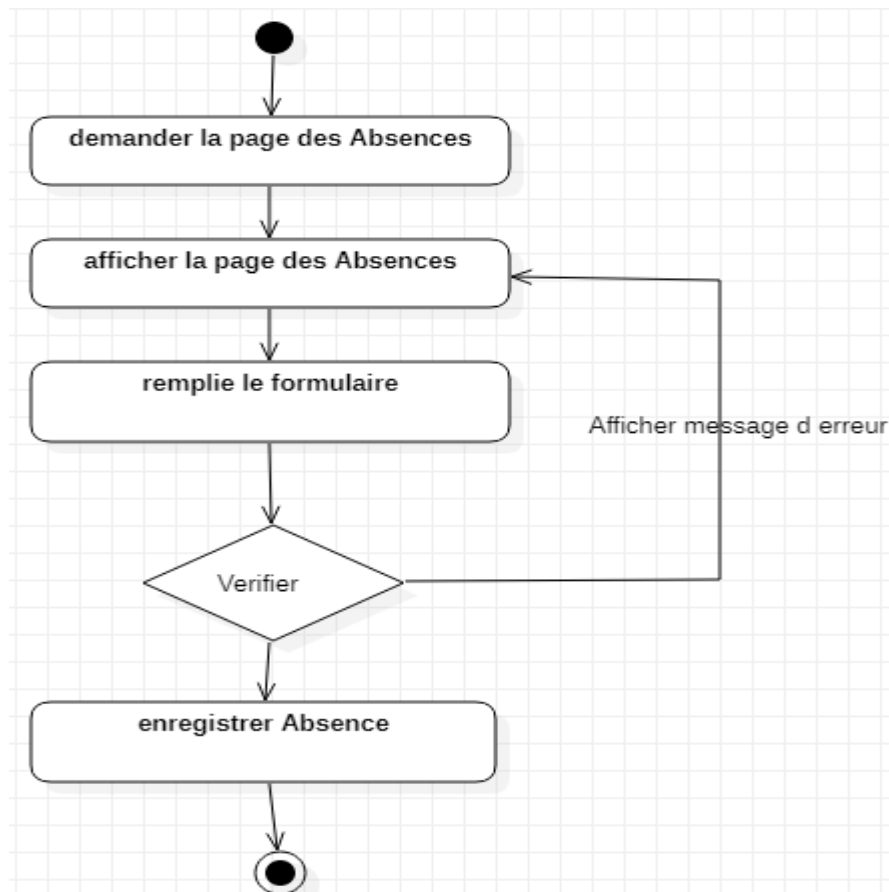 demander la page des Absences
afficher la page des Absences
remplie le formulaire
Afficher message d erreur
Verifier
enregistrer Absence